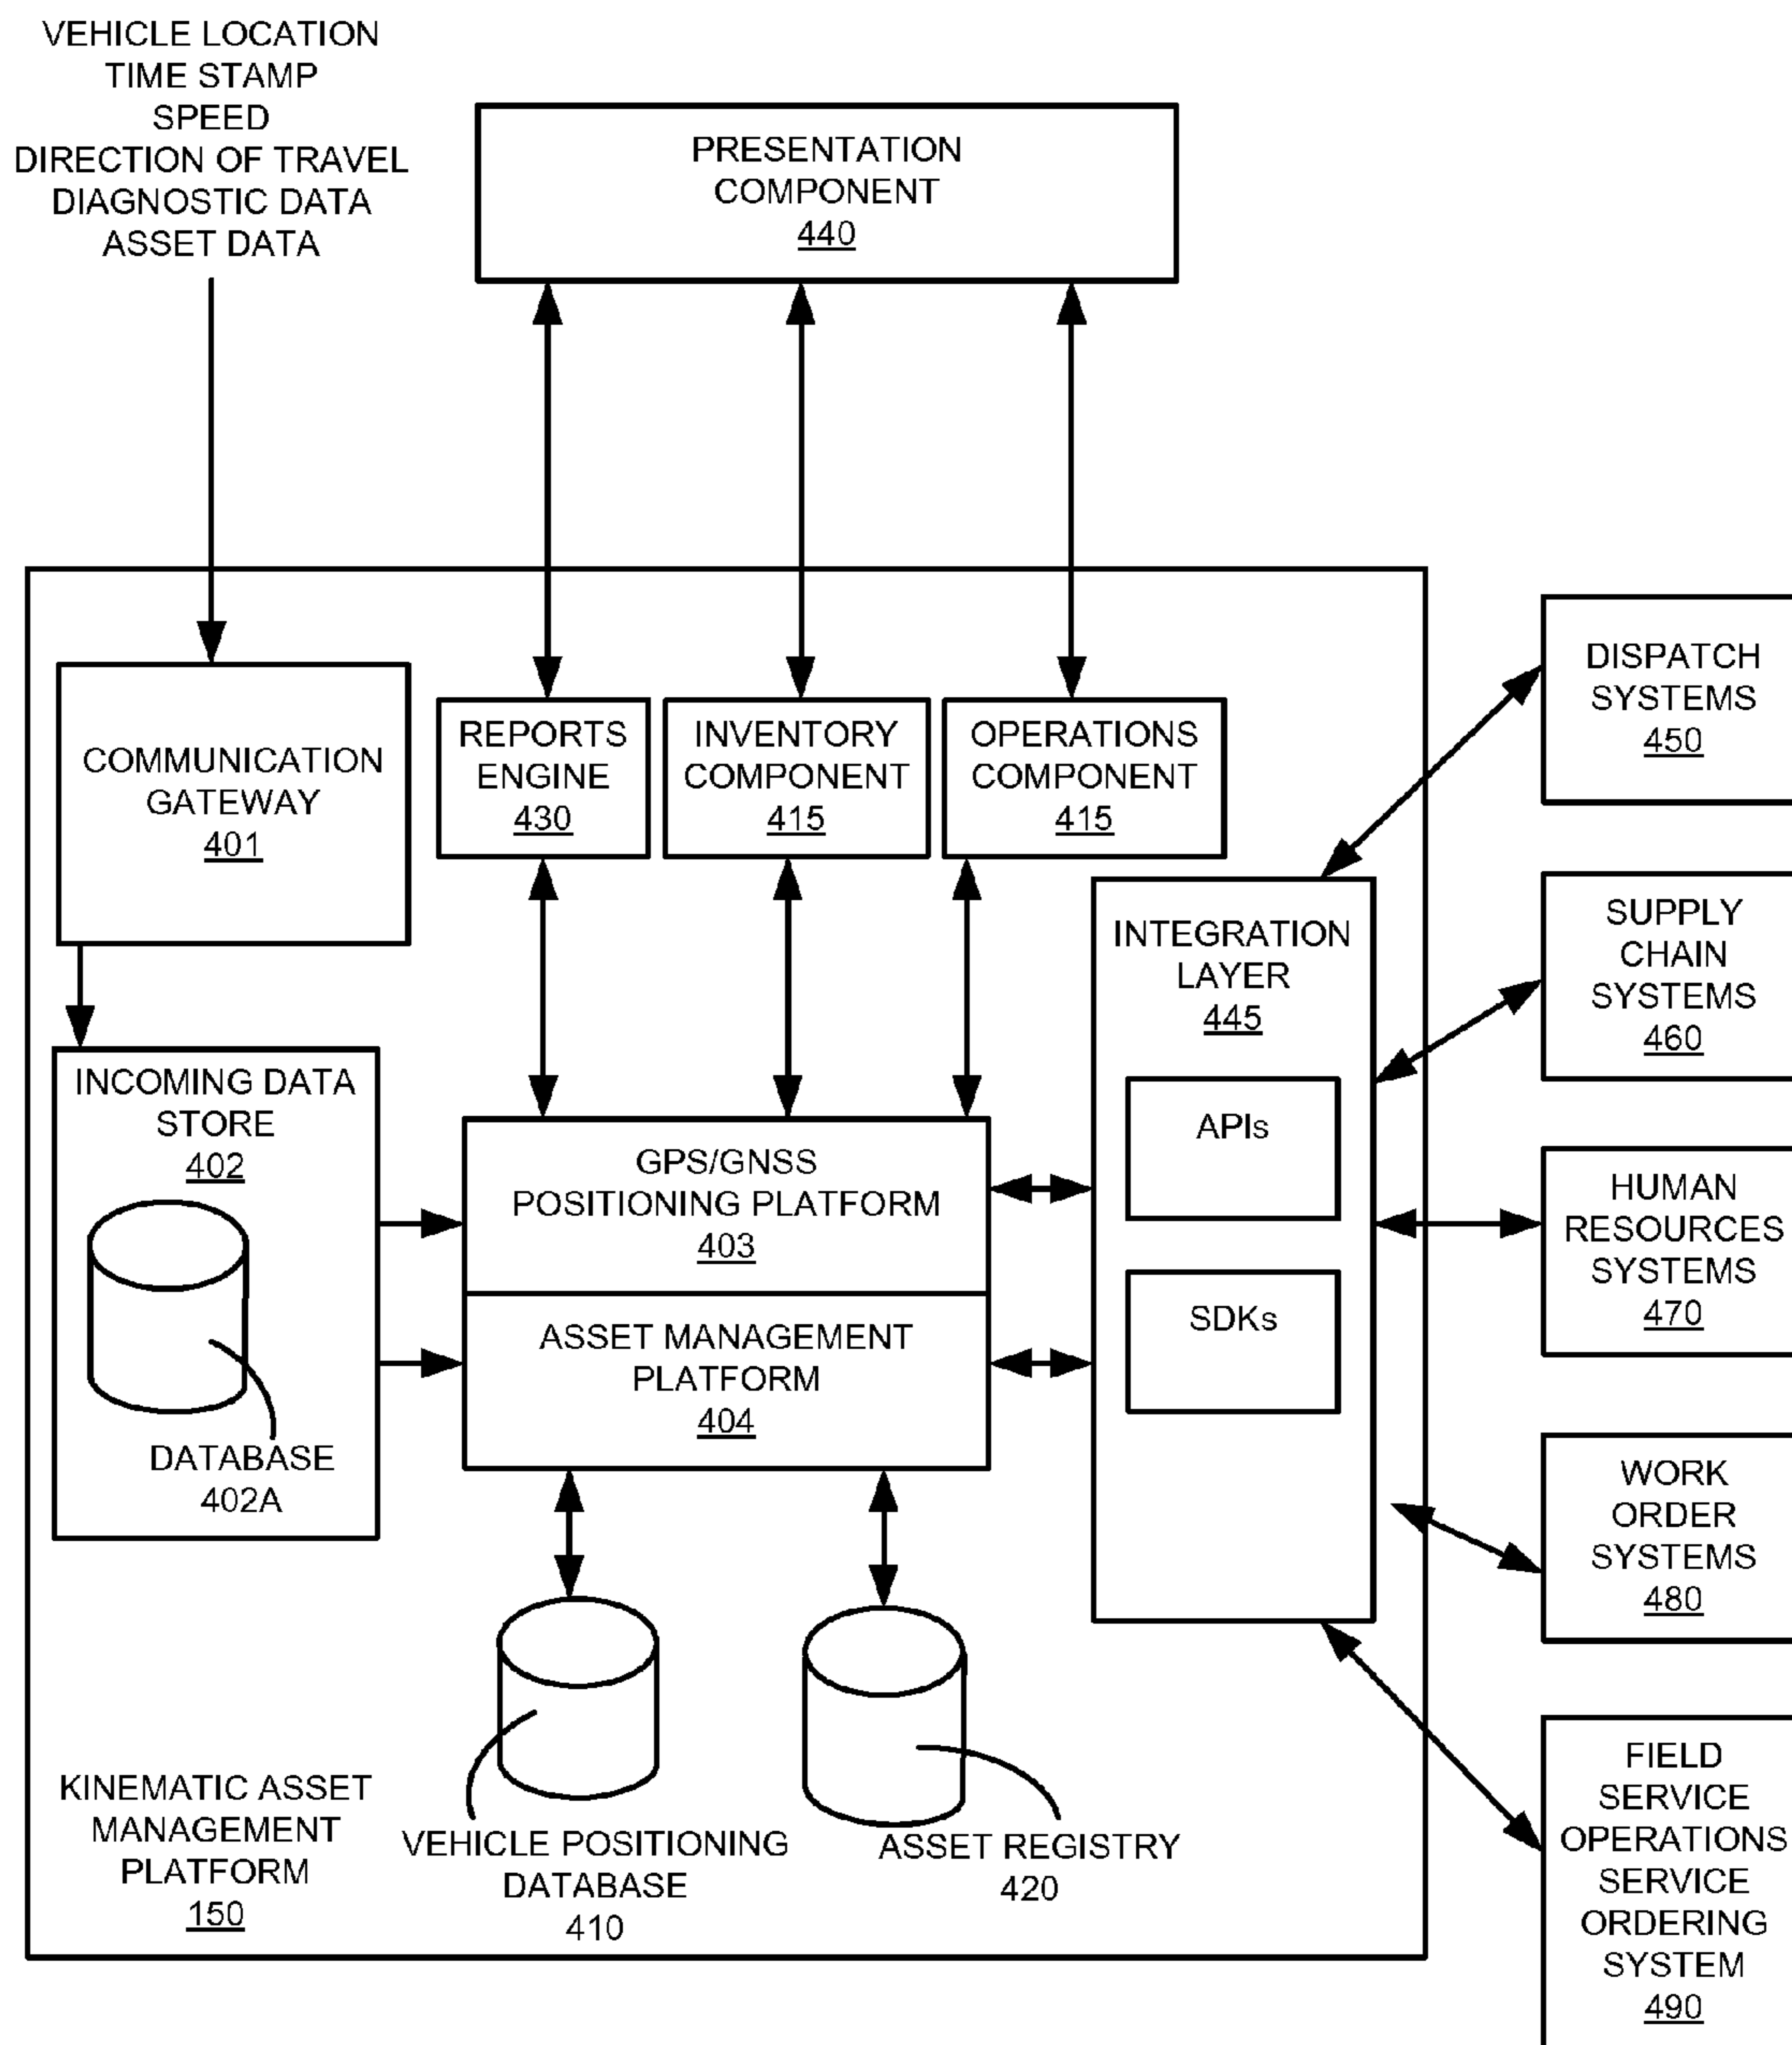 VEHICLE LOCATION
TIME STAMP
SPEED
DIRECTION OF TRAVEL
DIAGNOSTIC DATA
ASSET DATA
PRESENTATION
COMPONENT
440
COMMUNICATION
GATEWAY
401
REPORTS
ENGINE
430
INVENTORY
COMPONENT
415
OPERATIONS
COMPONENT
415
INTEGRATION
LAYER
445
APIs
SDKs
INCOMING DATA
STORE
402
DATABASE
402A
GPS/GNSS
POSITIONING PLATFORM
403
ASSET MANAGEMENT
PLATFORM
404
KINEMATIC ASSET
MANAGEMENT
PLATFORM
150
VEHICLE POSITIONING
DATABASE
410
ASSET REGISTRY
420
DISPATCH
SYSTEMS
450
SUPPLY
CHAIN
SYSTEMS
460
HUMAN
RESOURCES
SYSTEMS
470
WORK
ORDER
SYSTEMS
480
FIELD
SERVICE
OPERATIONS
SERVICE
ORDERING
SYSTEM
490